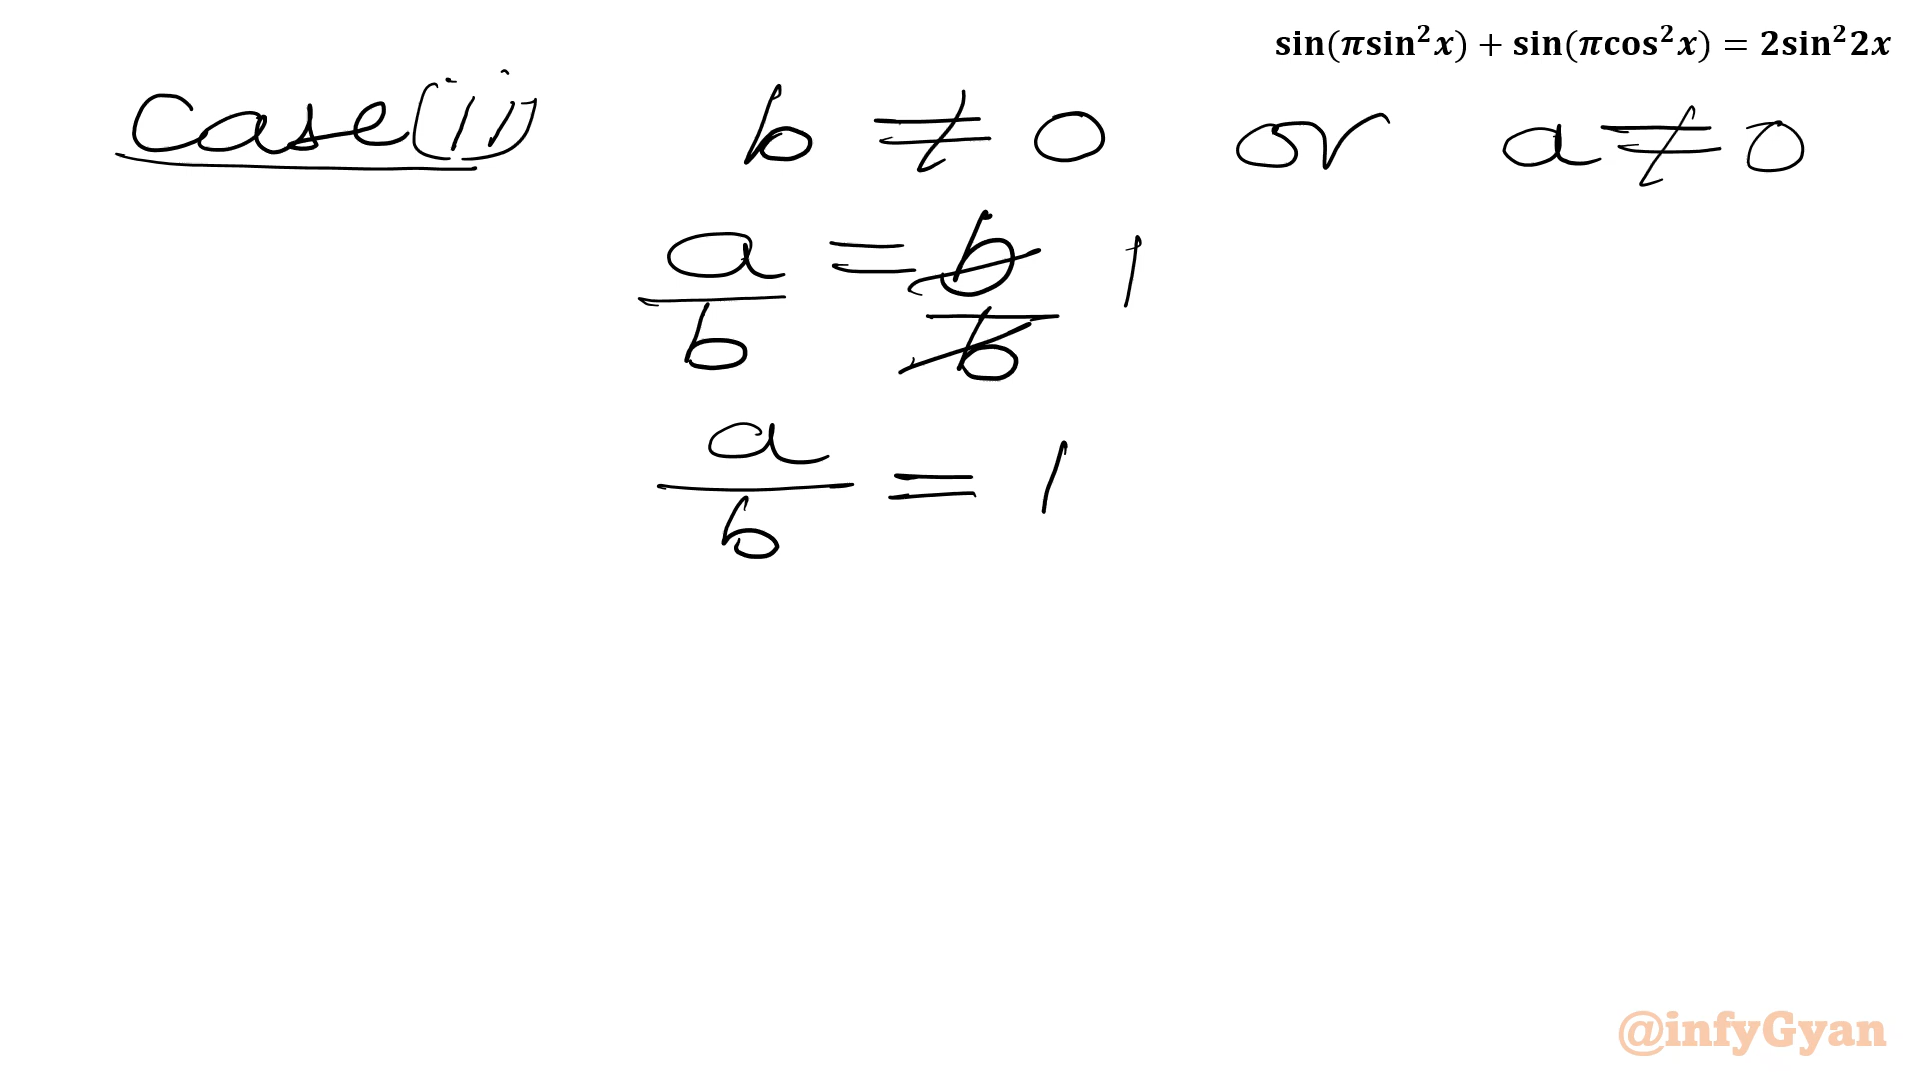 sin(πsin²x) + sin(πcos²x) = 2sin²2x
case(ii) b ≠ 0 or a ≠ 0
a/b = b/b 1
a/b = 1
@infyGyan